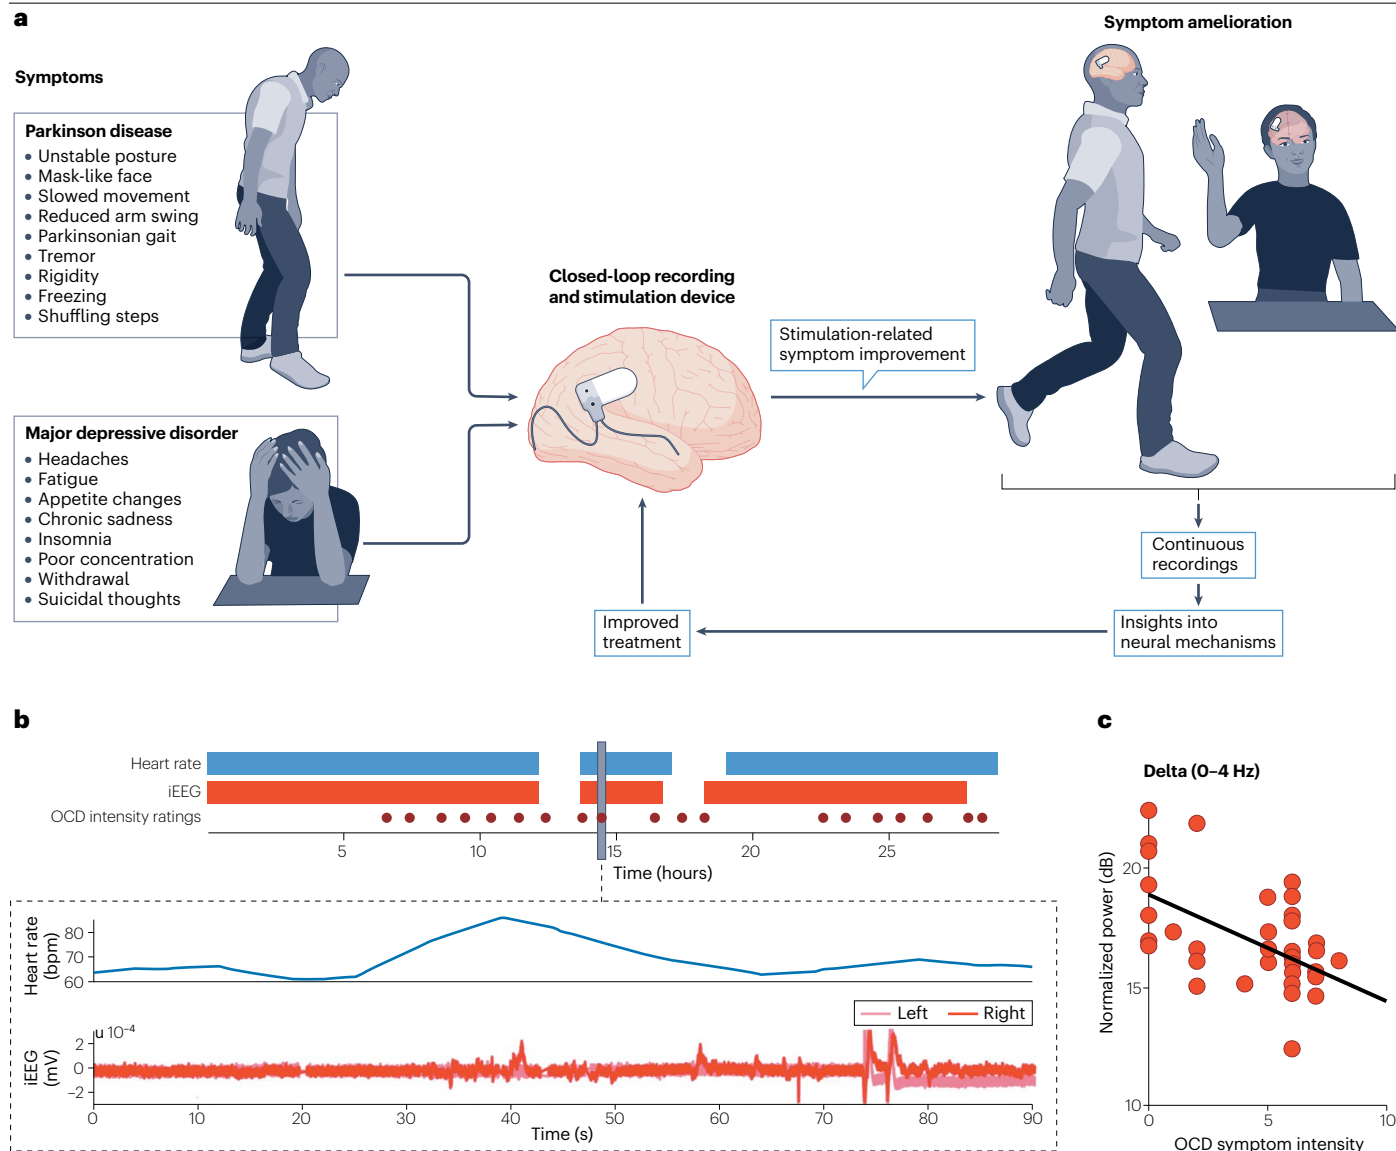 a
Symptom amelioration
Symptoms
Parkinson disease
• Unstable posture
• Mask-like face
• Slowed movement
• Reduced arm swing
• Parkinsonian gait
• Tremor
• Rigidity
• Freezing
• Shuffling steps
Closed-loop recording
and stimulation device
Stimulation-related
symptom improvement
Major depressive disorder
• Headaches
• Fatigue
• Appetite changes
• Chronic sadness
• Insomnia
• Poor concentration
• Withdrawal
• Suicidal thoughts
Continuous
recordings
Improved
treatment
Insights into
neural mechanisms
b
Heart rate
iEEG
OCD intensity ratings
5 10 15 20 25
Time (hours)
Heart rate
(bpm)
80
70
60
Left Right
u 10⁻⁴
iEEG
(mV)
2
0
−2
0 10 20 30 40 50 60 70 80 90
Time (s)
c
Delta (0–4 Hz)
Normalized power (dB)
20
15
10
0 5 10
OCD symptom intensity